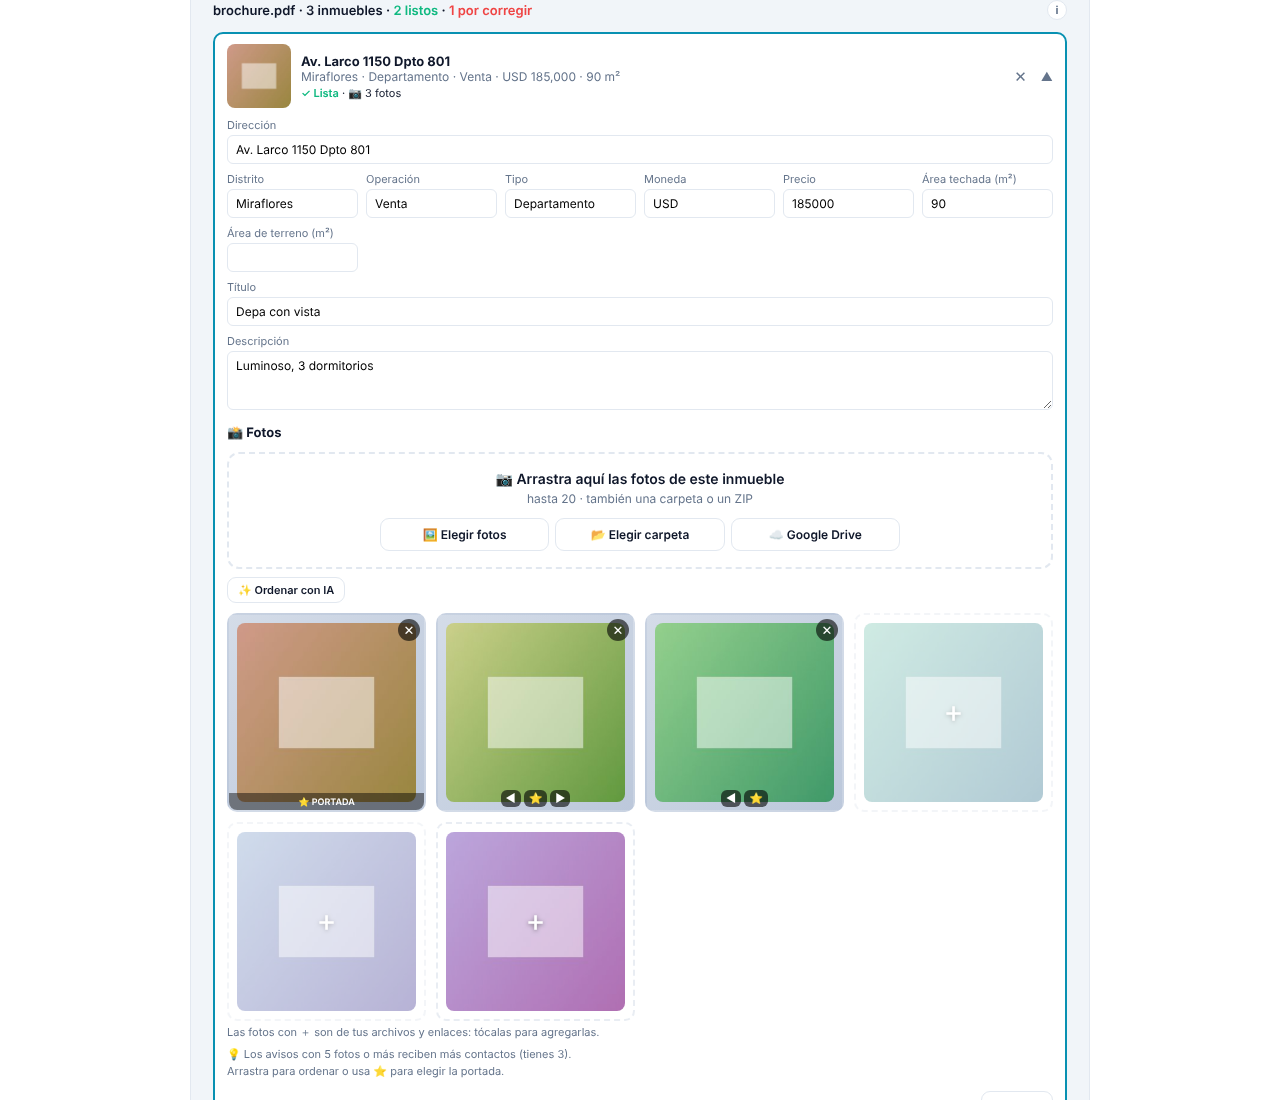 brochure.pdf · 3 inmuebles · 2 listos · 1 por corregir
i
Av. Larco 1150 Dpto 801
Miraflores · Departamento · Venta · USD 185,000 · 90 m²
✓ Lista · 📷 3 fotos
✕ ▲
Dirección
Av. Larco 1150 Dpto 801
Distrito Operación Tipo Moneda Precio Área techada (m²)
Miraflores Venta Departamento USD 185000 90
Área de terreno (m²)
Título
Depa con vista
Descripción
Luminoso, 3 dormitorios
📸 Fotos
📷 Arrastra aquí las fotos de este inmueble
hasta 20 · también una carpeta o un ZIP
🖼️ Elegir fotos 📂 Elegir carpeta ☁️ Google Drive
✨ Ordenar con IA
✕ ✕ ✕
+
⭐ PORTADA ◀ ⭐ ▶ ◀ ⭐
+ +
Las fotos con + son de tus archivos y enlaces: tócalas para agregarlas.
💡 Los avisos con 5 fotos o más reciben más contactos (tienes 3).
Arrastra para ordenar o usa ⭐ para elegir la portada.